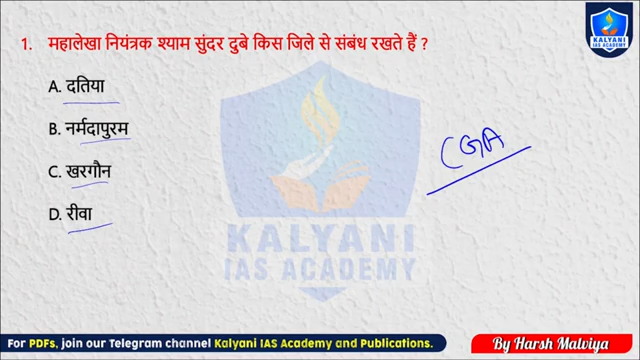 KALYANI
IAS ACADEMY
1. महालेखा नियंत्रक श्याम सुंदर दुबे किस जिले से संबंध रखते हैं ?
A. दतिया
B. नर्मदापुरम
C. खरगौन
D. रीवा
CGA
KALYANI
IAS ACADEMY
For PDFs, join our Telegram channel Kalyani IAS Academy and Publications.
By Harsh Malviya